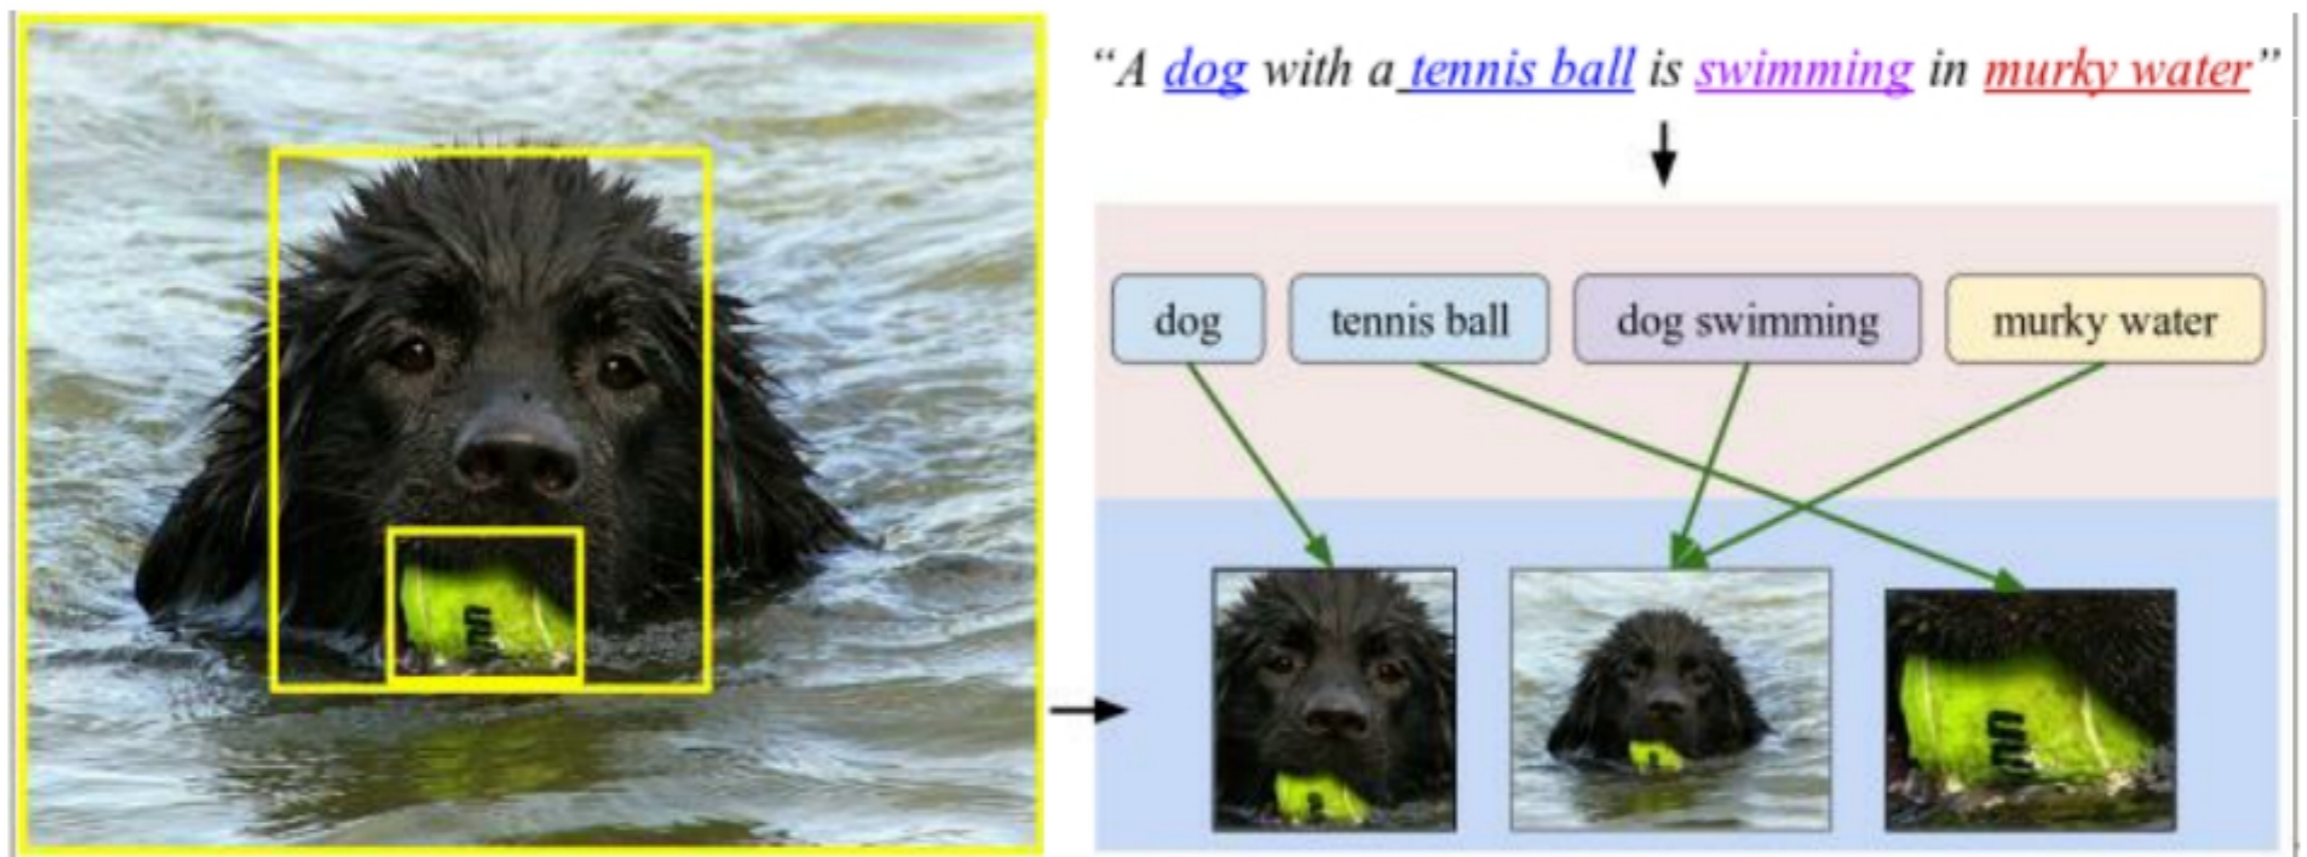 “A dog with a tennis ball is swimming in murky water”
dog
tennis ball
dog swimming
murky water